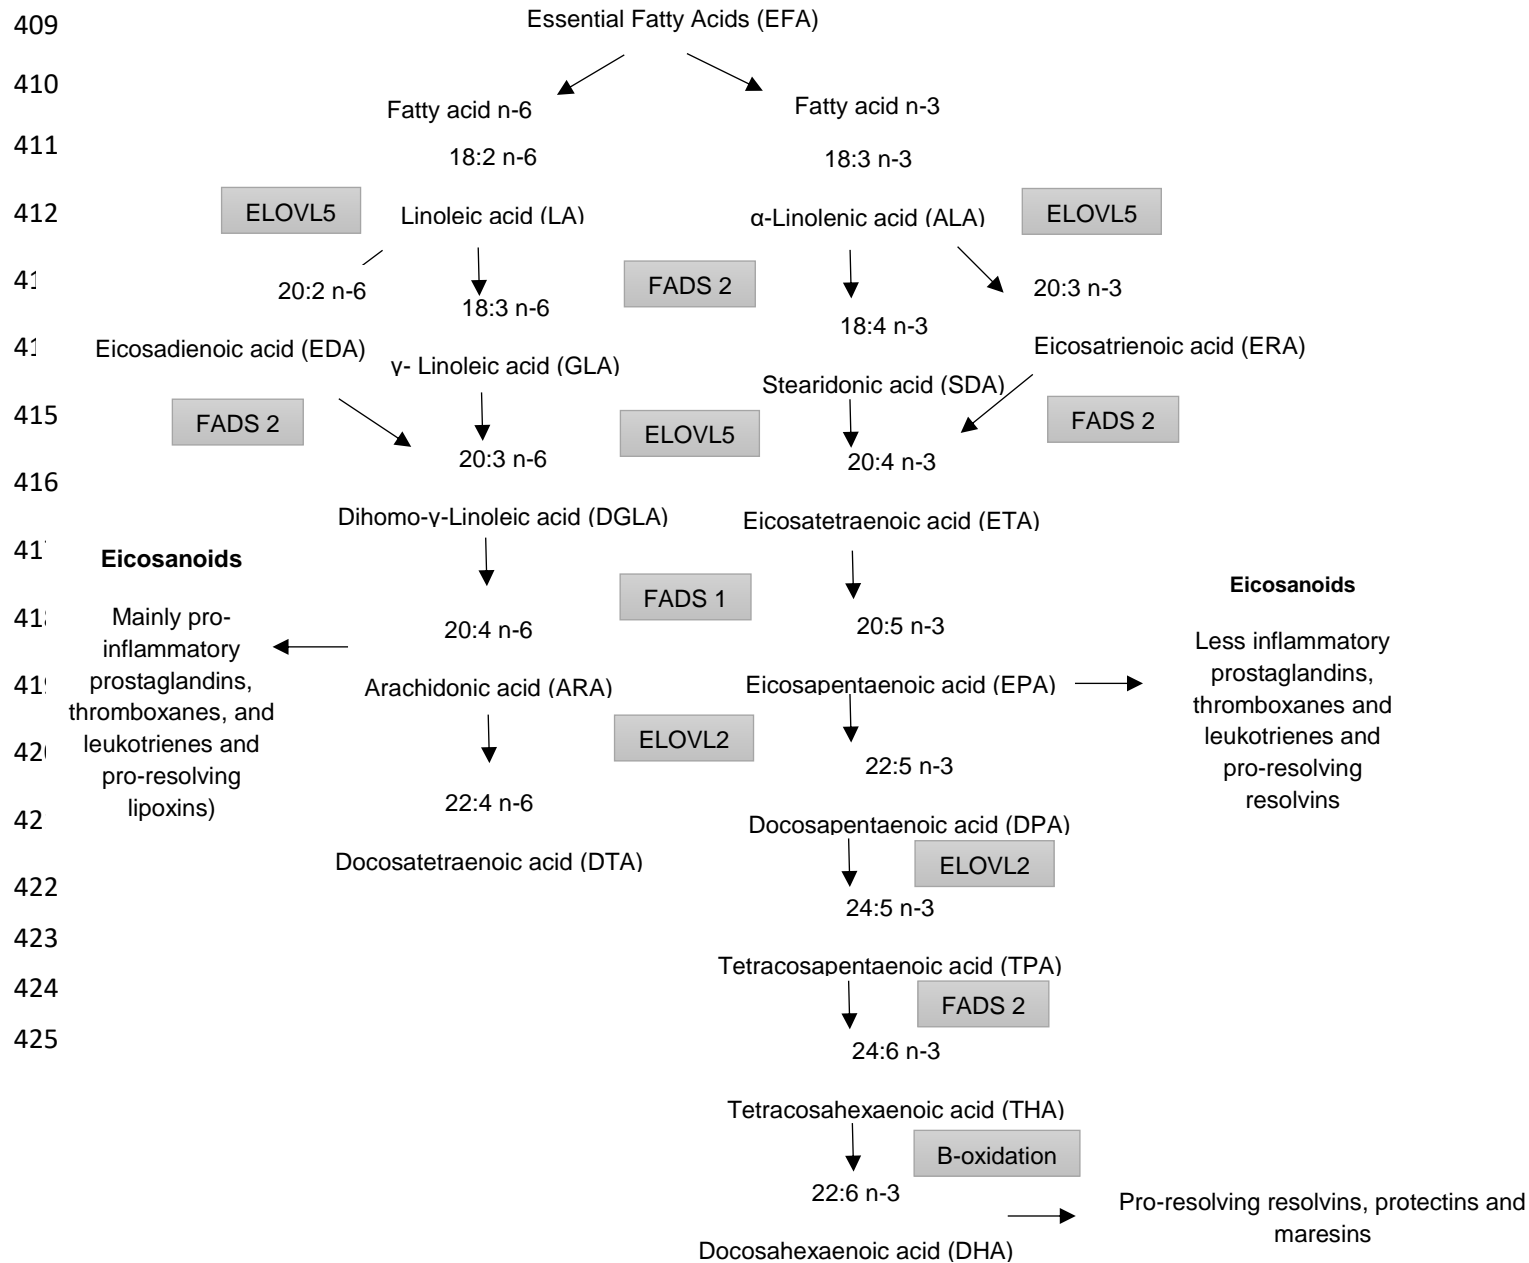 409
Essential Fatty Acids (EFA)
410
Fatty acid n-6
Fatty acid n-3
411
18:2 n-6
18:3 n-3
412
ELOVL5
Linoleic acid (LA)
α-Linolenic acid (ALA)
ELOVL5
20:2 n-6
18:3 n-6
FADS 2
18:4 n-3
20:3 n-3
Eicosadienoic acid (EDA)
γ- Linoleic acid (GLA)
Stearidonic acid (SDA)
Eicosatrienoic acid (ERA)
415
FADS 2
20:3 n-6
ELOVL5
20:4 n-3
FADS 2
416
Dihomo-γ-Linoleic acid (DGLA)
Eicosatetraenoic acid (ETA)
Eicosanoids
Mainly pro-
inflammatory
prostaglandins,
thromboxanes, and
leukotrienes and
pro-resolving
lipoxins)
20:4 n-6
FADS 1
20:5 n-3
Arachidonic acid (ARA)
Eicosapentaenoic acid (EPA)
Eicosanoids
Less inflammatory
prostaglandins,
thromboxanes and
leukotrienes and
pro-resolving
resolvins
ELOVL2
22:4 n-6
22:5 n-3
Docosatetraenoic acid (DTA)
Docosapentaenoic acid (DPA)
422
ELOVL2
24:5 n-3
423
Tetracosapentaenoic acid (TPA)
424
FADS 2
425
24:6 n-3
Tetracosahexaenoic acid (THA)
B-oxidation
22:6 n-3
Docosahexaenoic acid (DHA)
Pro-resolving resolvins, protectins and
maresins